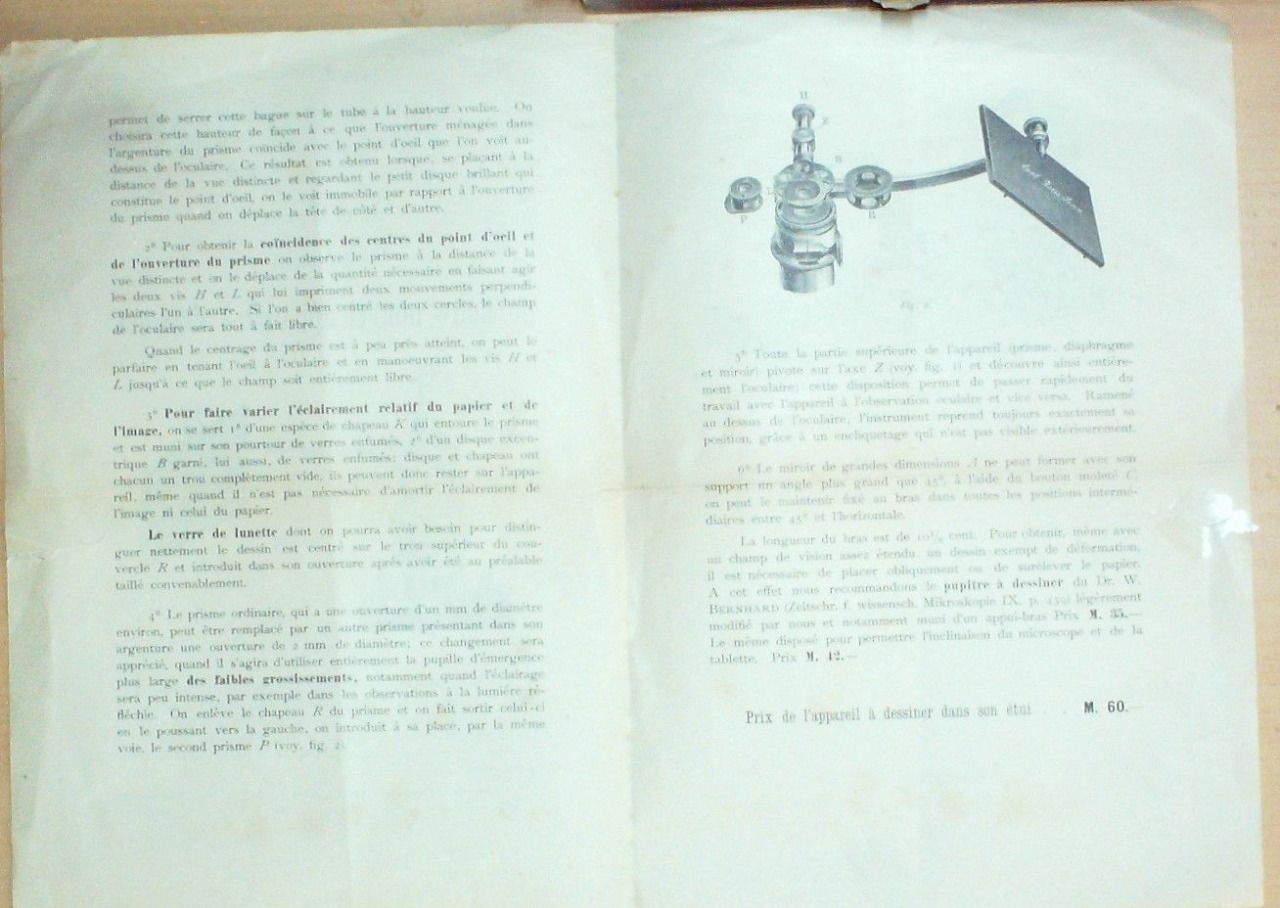 permet de serrer cette bague sur le tube à la hauteur voulue. On
choisira cette hauteur de façon à ce que l'ouverture ménagée dans
l'argenture du prisme coïncide avec le point d'oeil que l'on voit au-
dessus de l'oculaire. Ce résultat est obtenu lorsque, se plaçant à la
distance de la vue distincte et regardant le petit disque brillant qui
constitue le point d'oeil, on le voit immobile par rapport à l'ouverture
du prisme quand on déplace la tête de côté et d'autre.
2° Pour obtenir la coïncidence des centres du point d'oeil et
de l'ouverture du prisme on observe le prisme à la distance de la
vue distincte et on le déplace de la quantité nécessaire en faisant agir
les deux vis H et L qui lui impriment deux mouvements perpendi-
culaires l'un à l'autre. Si l'on a bien centré les deux cercles, le champ
de l'oculaire sera tout à fait libre.
Quand le centrage du prisme est à peu près atteint, on peut le
parfaire en tenant l'oeil à l'oculaire et en manoeuvrant les vis H et
L jusqu'à ce que le champ soit entièrement libre.
3° Pour faire varier l'éclairement relatif du papier et de
l'image, on se sert 1° d'une espèce de chapeau K qui entoure le prisme
et est muni sur son pourtour de verres enfumés, 2° d'un disque excen-
trique B garni, lui aussi, de verres enfumés; disque et chapeau ont
chacun un trou complètement vide, ils peuvent donc rester sur l'appa-
reil, même quand il n'est pas nécessaire d'amortir l'éclairement de
l'image ni celui du papier.
Le verre de lunette dont on pourra avoir besoin pour distin-
guer nettement le dessin est centré sur le trou supérieur du cou-
vercle R et introduit dans son ouverture après avoir été au préalable
taillé convenablement.
4° Le prisme ordinaire, qui a une ouverture d'un mm de diamètre
environ, peut être remplacé par un autre prisme présentant dans son
argenture une ouverture de 2 mm de diamètre; ce changement sera
apprécié, quand il s'agira d'utiliser entièrement la pupille d'émergence
plus large des faibles grossissements, notamment quand l'éclairage
sera peu intense, par exemple dans les observations à la lumière ré-
fléchie. On enlève le chapeau R du prisme et on fait sortir celui-ci
en le poussant vers la gauche, on introduit à sa place, par la même
voie, le second prisme P (voy. fig. 2).
H
Z
B
L
P
R
Fig. 2.
5° Toute la partie supérieure de l'appareil (prisme, diaphragme
et miroir) pivote sur l'axe Z (voy. fig. 1) et découvre ainsi entière-
ment l'oculaire; cette disposition permet de passer rapidement du
travail avec l'appareil à l'observation oculaire et vice versa. Ramené
au dessus de l'oculaire, l'instrument reprend toujours exactement sa
position, grâce à un encliquetage qui n'est pas visible extérieurement.
6° Le miroir de grandes dimensions A ne peut former avec son
support un angle plus grand que 45°, à l'aide du bouton moleté C,
on peut le maintenir fixé au bras dans toutes les positions intermé-
diaires entre 45° et l'horizontale.
La longueur du bras est de 10¼ cent. Pour obtenir, même avec
un champ de vision assez étendu, un dessin exempt de déformation,
il est nécessaire de placer obliquement ou de surélever le papier.
A cet effet nous recommandons le pupitre à dessiner du Dr. W.
BERNHARD (Zeitschr. f. wissensch. Mikroskopie IX. p. 439) légèrement
modifié par nous et notamment muni d'un appui-bras Prix M. 35.—
Le même disposé pour permettre l'inclinaison du microscope et de la
tablette. Prix M. 42.—
Prix de l'appareil à dessiner dans son étui . . M. 60.—